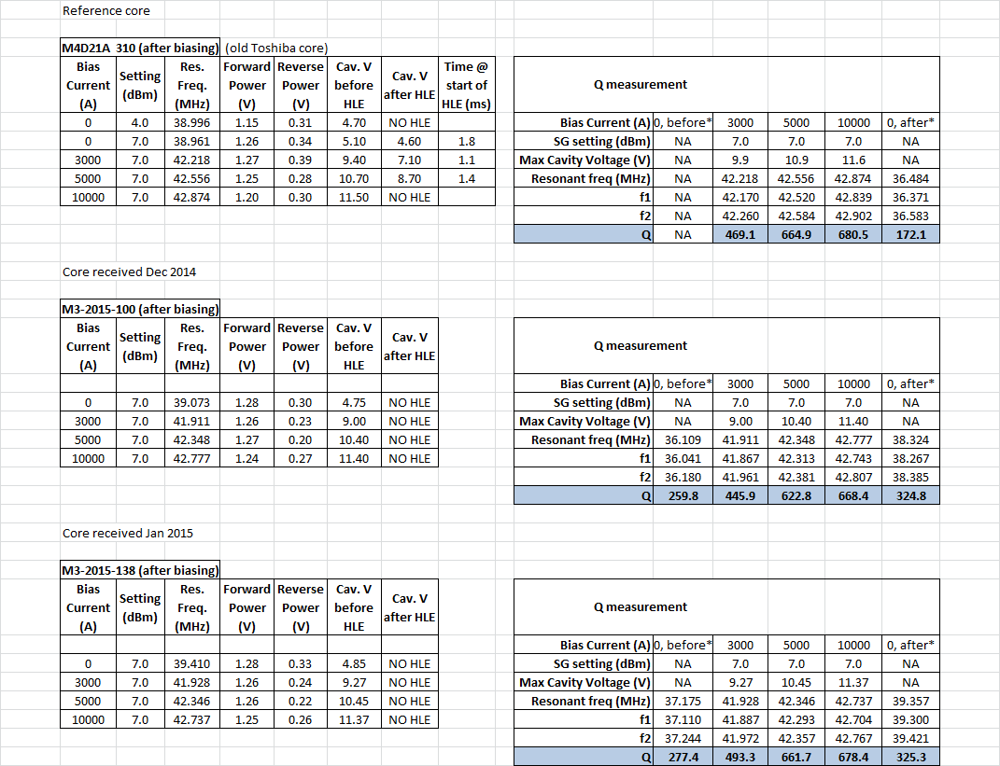 Reference core
M4D21A 310 (after biasing) (old Toshiba core)
Bias Current (A) Setting (dBm) Res. Freq. (MHz) Forward Power (V) Reverse Power (V) Cav. V before HLE Cav. V after HLE Time @ start of HLE (ms)
0 4.0 38.996 1.15 0.31 4.70 NO HLE
0 7.0 38.961 1.26 0.34 5.10 4.60 1.8
3000 7.0 42.218 1.27 0.39 9.40 7.10 1.1
5000 7.0 42.556 1.25 0.28 10.70 8.70 1.4
10000 7.0 42.874 1.20 0.30 11.50 NO HLE
Q measurement
Bias Current (A) 0, before* 3000 5000 10000 0, after*
SG setting (dBm) NA 7.0 7.0 7.0 NA
Max Cavity Voltage (V) NA 9.9 10.9 11.6 NA
Resonant freq (MHz) NA 42.218 42.556 42.874 36.484
f1 NA 42.170 42.520 42.839 36.371
f2 NA 42.260 42.584 42.902 36.583
Q NA 469.1 664.9 680.5 172.1
Core received Dec 2014
M3-2015-100 (after biasing)
Bias Current (A) Setting (dBm) Res. Freq. (MHz) Forward Power (V) Reverse Power (V) Cav. V before HLE Cav. V after HLE
0 7.0 39.073 1.28 0.30 4.75 NO HLE
3000 7.0 41.911 1.26 0.23 9.00 NO HLE
5000 7.0 42.348 1.27 0.20 10.40 NO HLE
10000 7.0 42.777 1.24 0.27 11.40 NO HLE
Q measurement
Bias Current (A) 0, before* 3000 5000 10000 0, after*
SG setting (dBm) NA 7.0 7.0 7.0 NA
Max Cavity Voltage (V) NA 9.00 10.40 11.40 NA
Resonant freq (MHz) 36.109 41.911 42.348 42.777 38.324
f1 36.041 41.867 42.313 42.743 38.267
f2 36.180 41.961 42.381 42.807 38.385
Q 259.8 445.9 622.8 668.4 324.8
Core received Jan 2015
M3-2015-138 (after biasing)
Bias Current (A) Setting (dBm) Res. Freq. (MHz) Forward Power (V) Reverse Power (V) Cav. V before HLE Cav. V after HLE
0 7.0 39.410 1.28 0.33 4.85 NO HLE
3000 7.0 41.928 1.26 0.24 9.27 NO HLE
5000 7.0 42.346 1.26 0.22 10.45 NO HLE
10000 7.0 42.737 1.25 0.26 11.37 NO HLE
Q measurement
Bias Current (A) 0, before* 3000 5000 10000 0, after*
SG setting (dBm) NA 7.0 7.0 7.0 NA
Max Cavity Voltage (V) NA 9.27 10.45 11.37 NA
Resonant freq (MHz) 37.175 41.928 42.346 42.737 39.357
f1 37.110 41.887 42.293 42.704 39.300
f2 37.244 41.972 42.357 42.767 39.421
Q 277.4 493.3 661.7 678.4 325.3